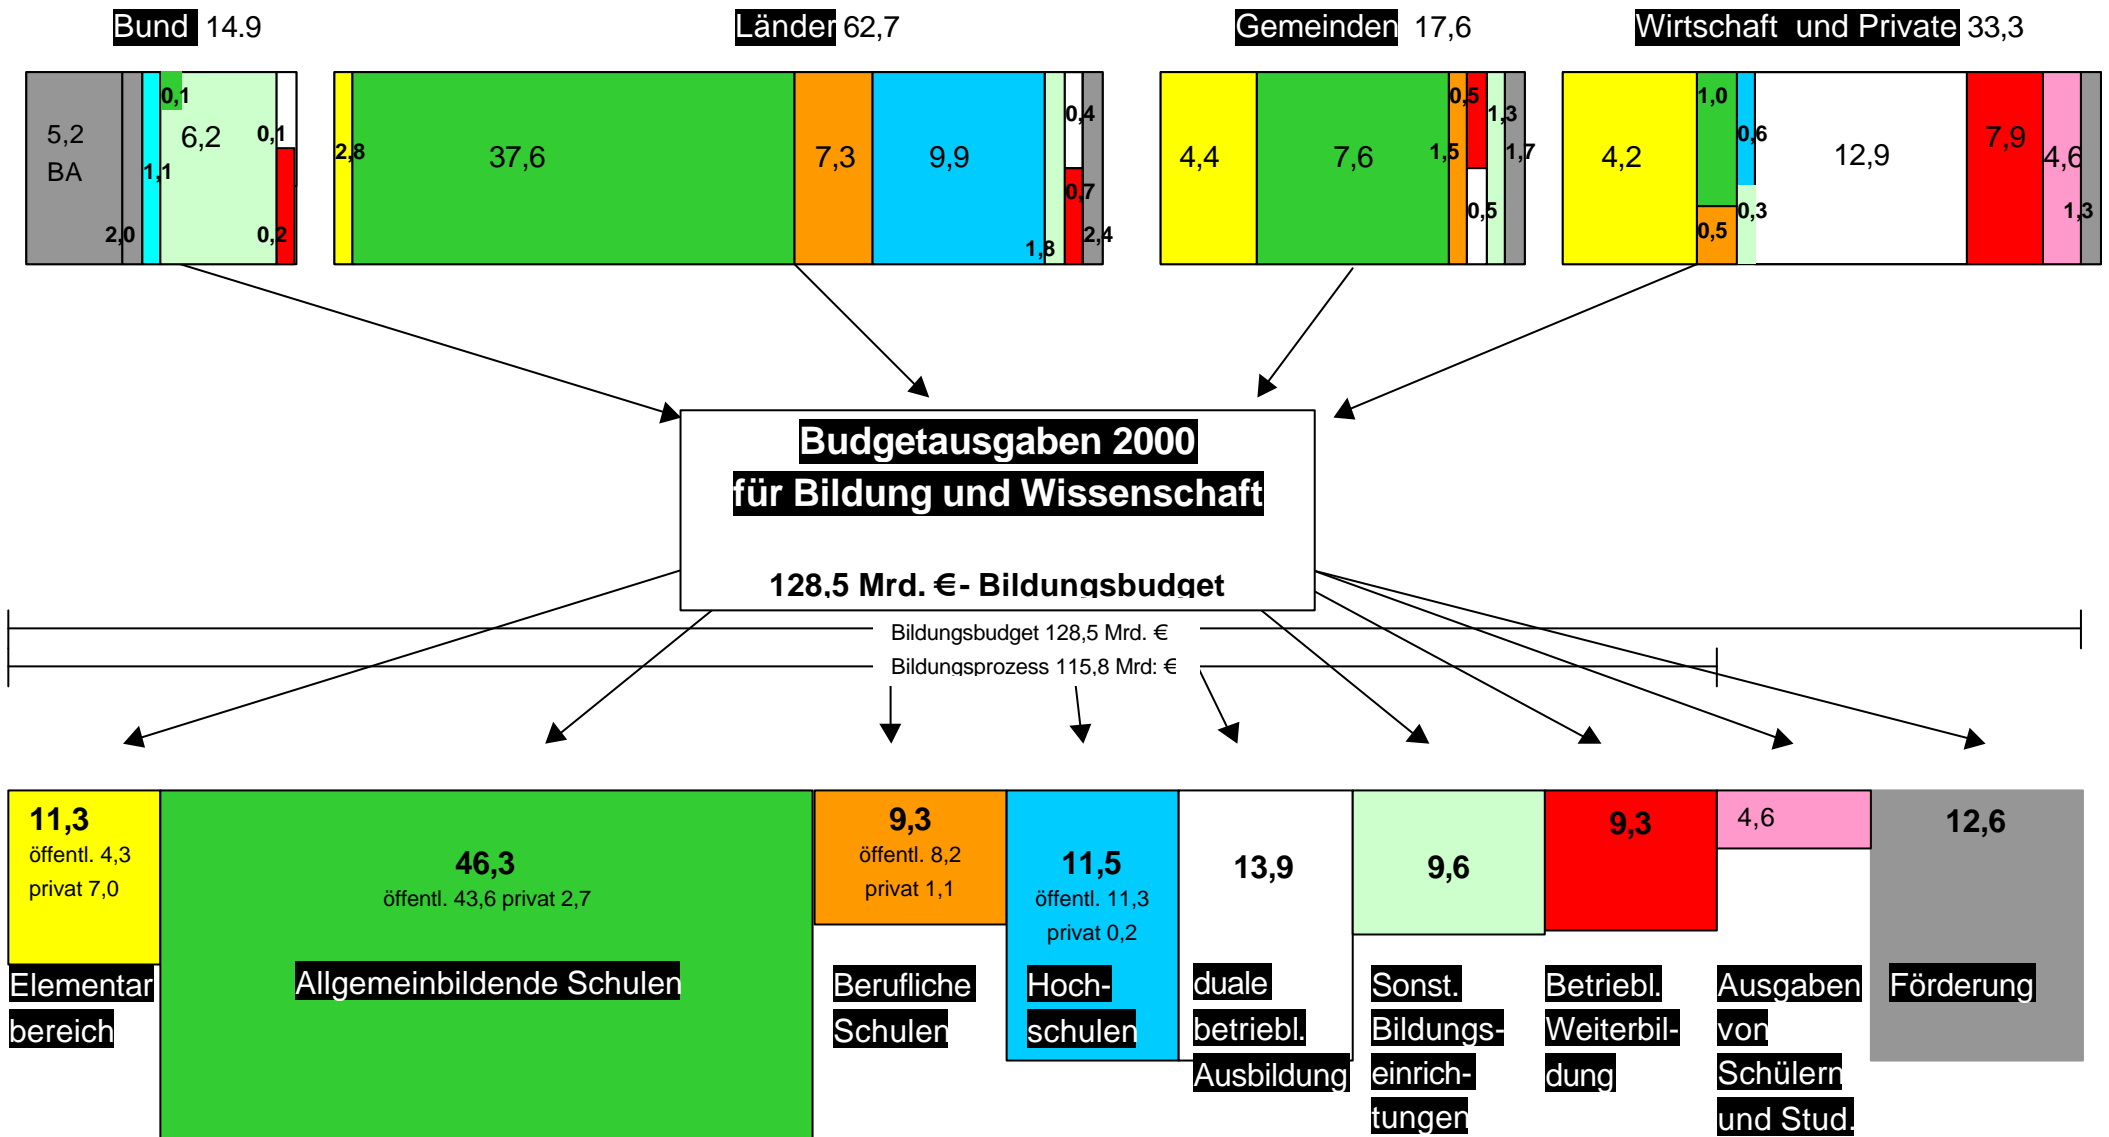 Bund 14.9
Länder 62,7
Gemeinden 17,6
Wirtschaft und Private 33,3
5,2
BA
2,0
1,1
0,1
6,2
0,1
0,2
2,8
37,6
7,3
9,9
1,8
0,4
0,7
2,4
4,4
7,6
1,5
0,5
0,5
1,3
1,7
4,2
1,0
0,5
0,6
0,3
12,9
7,9
4,6
1,3
Budgetausgaben 2000
für Bildung und Wissenschaft
128,5 Mrd. €- Bildungsbudget
Bildungsbudget 128,5 Mrd. €
Bildungsprozess 115,8 Mrd: €
11,3
öffentl. 4,3
privat 7,0
Elementar
bereich
46,3
öffentl. 43,6 privat 2,7
Allgemeinbildende Schulen
9,3
öffentl. 8,2
privat 1,1
Berufliche
Schulen
11,5
öffentl. 11,3
privat 0,2
Hoch-
schulen
13,9
duale
betriebl.
Ausbildung
9,6
Sonst.
Bildungs-
einrich-
tungen
9,3
Betriebl.
Weiterbil-
dung
4,6
Ausgaben
von
Schülern
und Stud.
12,6
Förderung